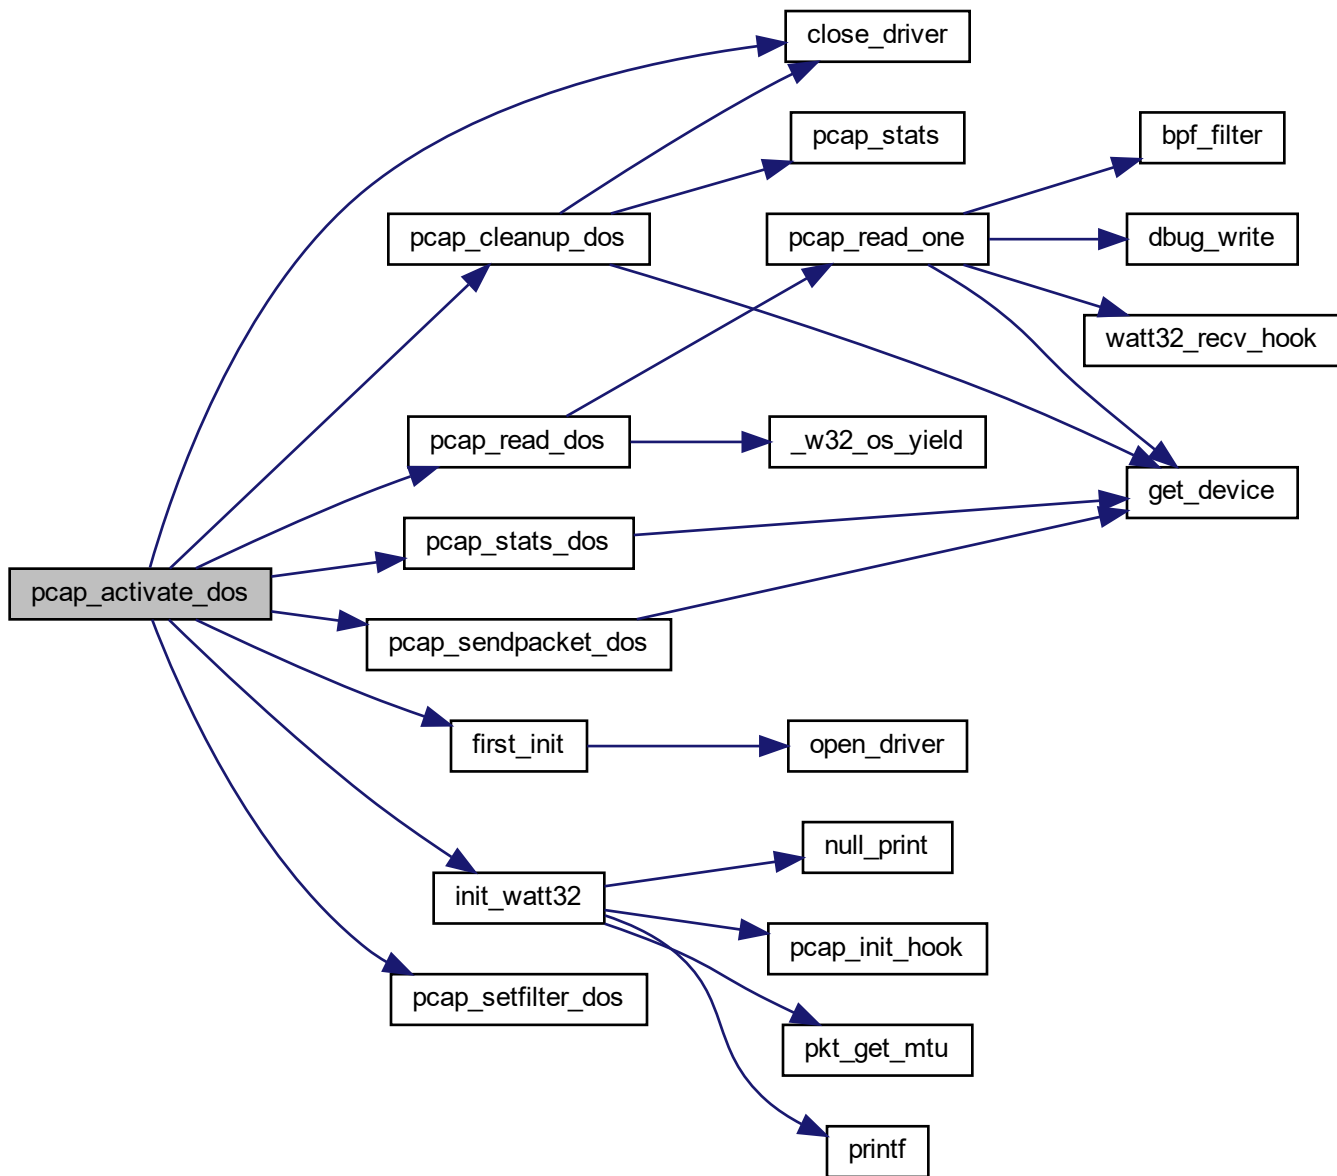 close_driver
pcap_stats
bpf_filter
pcap_cleanup_dos
pcap_read_one
dbug_write
watt32_recv_hook
pcap_read_dos
_w32_os_yield
get_device
pcap_stats_dos
pcap_activate_dos
pcap_sendpacket_dos
first_init
open_driver
null_print
init_watt32
pcap_init_hook
pcap_setfilter_dos
pkt_get_mtu
printf